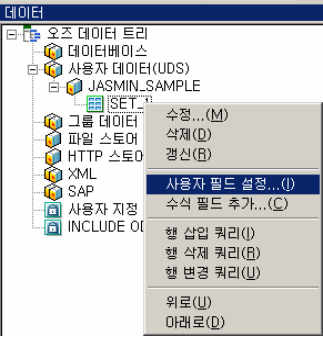 데이터
오즈 데이터 트리
데이터베이스
사용자 데이터(UDS)
JASMIN_SAMPLE
SET_1
그룹 데이터
파일 스토어
HTTP 스토어
XML
SAP
사용자 지정
INCLUDE OD
수정...(M)
삭제(D)
갱신(R)
사용자 필드 설정...(I)
수식 필드 추가...(C)
행 삽입 쿼리(I)
행 삭제 쿼리(R)
행 변경 쿼리(U)
위로(U)
아래로(D)